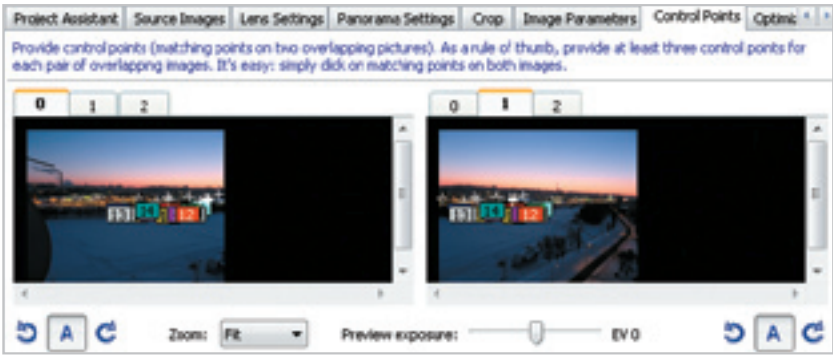 Project Assistant Source Images Lens Settings Panorama Settings Crop Image Parameters Control Points Optimiz
Provide control points (matching points on two overlapping pictures). As a rule of thumb, provide at least three control points for
each pair of overlapping images. It's easy: simply click on matching points on both images.
0 1 2 0 1 2
13 14 12 13 14 12
A Zoom: Fit Preview exposure: EV 0 A